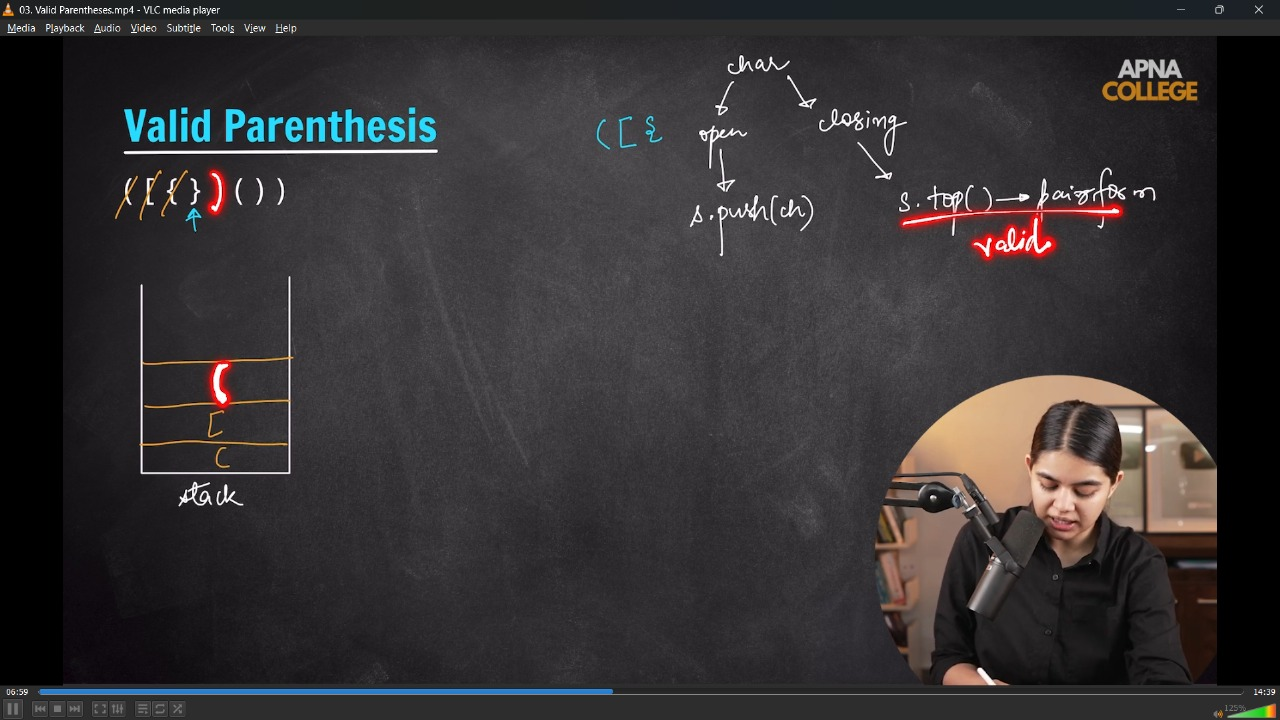 03. Valid Parentheses.mp4 - VLC media player
Media Playback Audio Video Subtitle Tools View Help
APNA
COLLEGE
char
Valid Parenthesis
( [ {
open
closing
( [ { } ) ( ) )
s.push(ch)
s.top() → pair form
valid
(
[
(
stack
06:59
14:39
125%